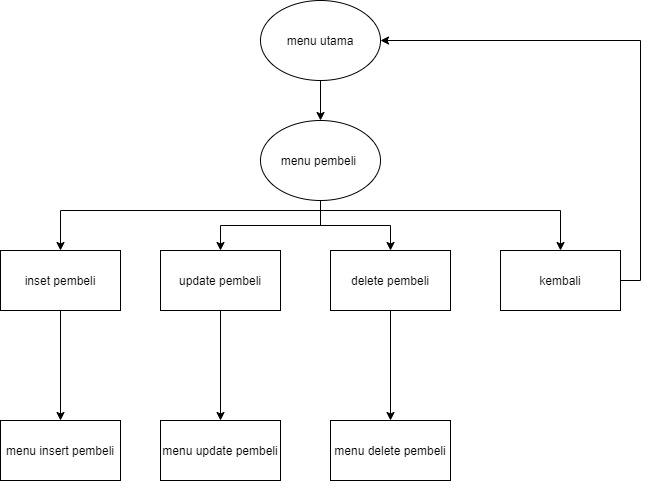 menu utama
menu pembeli
inset pembeli
update pembeli
delete pembeli
kembali
menu insert pembeli
menu update pembeli
menu delete pembeli